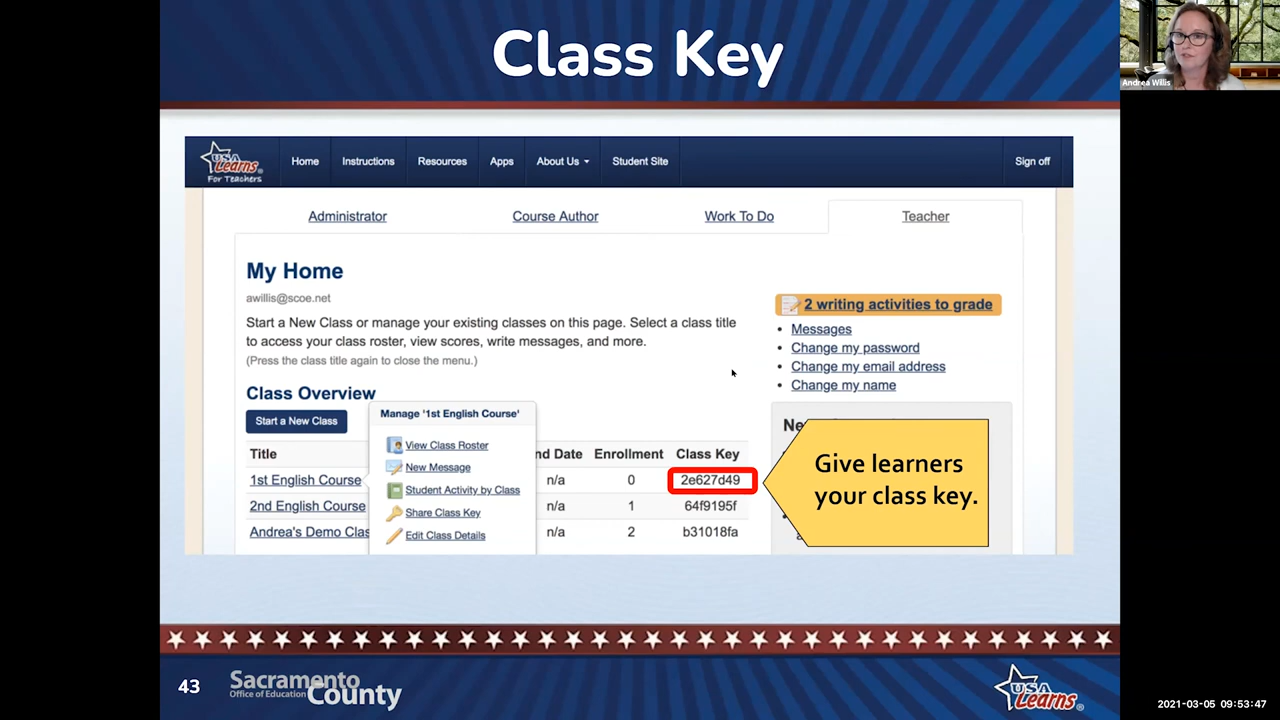 Class Key
Andrea Willis
USA
Learns
For Teachers
Home Instructions Resources Apps About Us Student Site Sign off
Administrator Course Author Work To Do Teacher
My Home
awillis@scoe.net
2 writing activities to grade
Start a New Class or manage your existing classes on this page. Select a class title
to access your class roster, view scores, write messages, and more.
(Press the class title again to close the menu.)
Messages
Change my password
Change my email address
Change my name
Class Overview
Start a New Class
Manage '1st English Course'
View Class Roster
New Message
Student Activity by Class
Share Class Key
Edit Class Details
Title nd Date Enrollment Class Key
1st English Course n/a 0 2e627d49
2nd English Course n/a 1 64f9195f
Andrea's Demo Clas n/a 2 b31018fa
Ne
Give learners
your class key.
43
Sacramento
Office of Education County
USA
Learns
2021-03-05 09:53:47